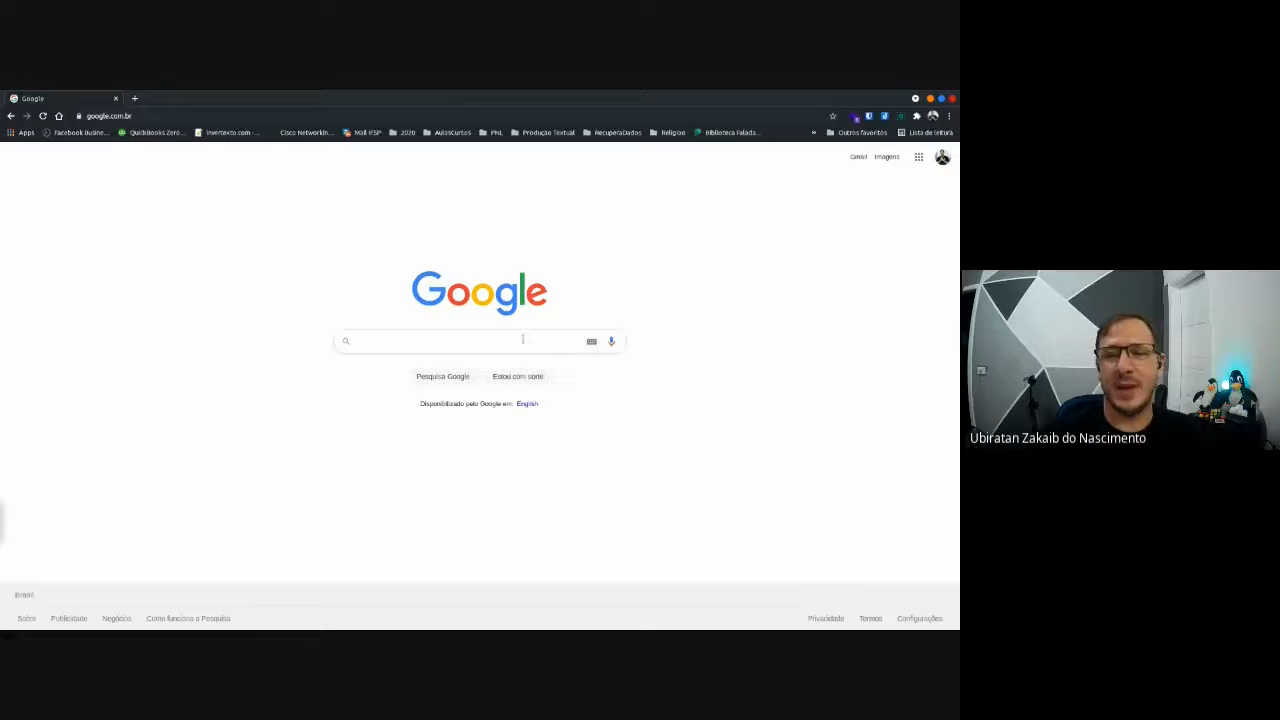 Google
google.com.br
Apps Facebook Busine... QuickBooks Zero... invertexto.com -... Cisco Networkin... Mail IFSP 2020 AulasCursos PNL Produção Textual RecuperaDados Religião Biblioteca Falada... » Outros favoritos Lista de leitura
Gmail Imagens
Google
Pesquisa Google Estou com sorte
Disponibilizado pelo Google em: English
Ubiratan Zakaib do Nascimento
Brasil
Sobre Publicidade Negócios Como funciona a Pesquisa Privacidade Termos Configurações